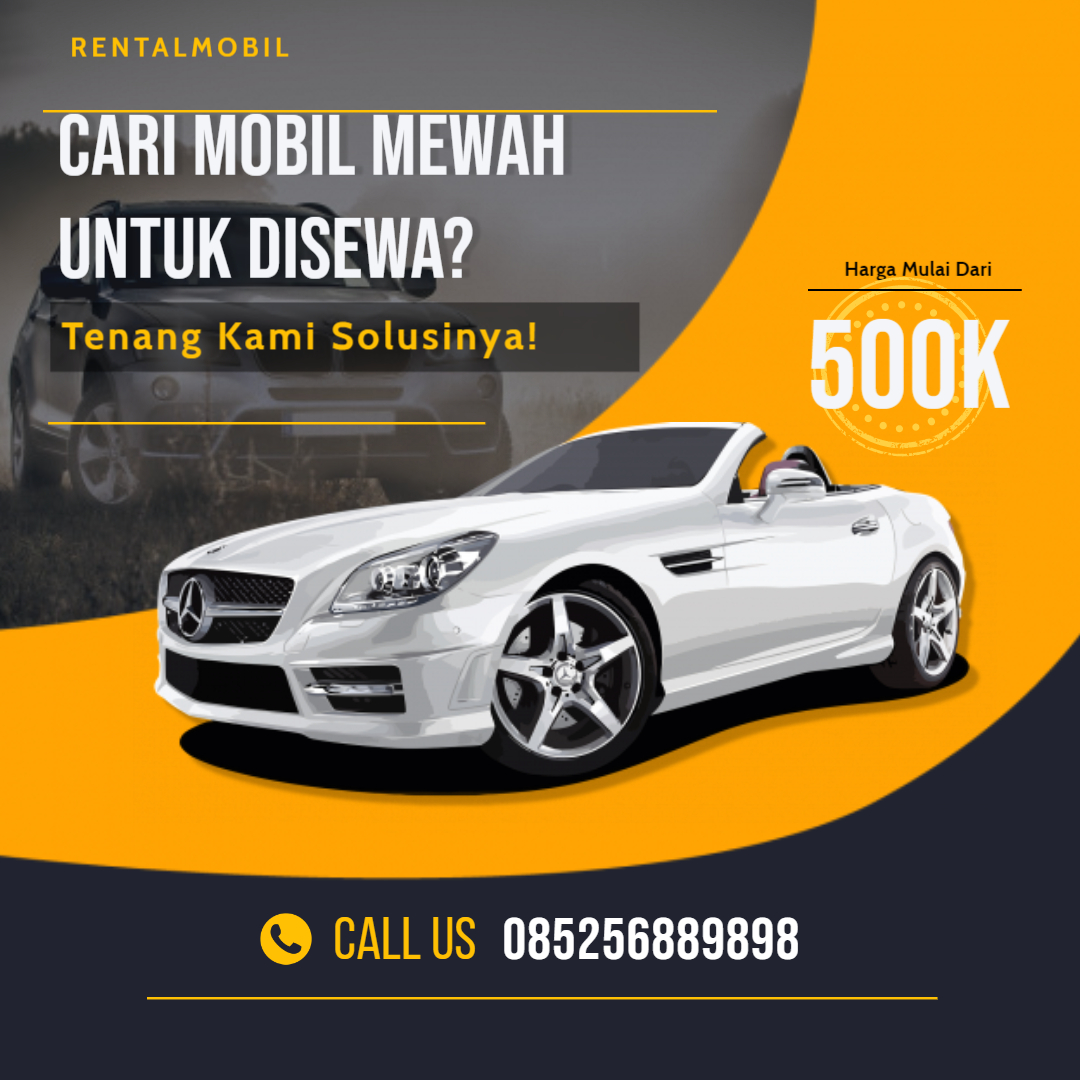 RENTALMOBIL
CARI MOBIL MEWAH
UNTUK DISEWA?
Tenang Kami Solusinya!
Harga Mulai Dari
500K
CALL US 085256889898